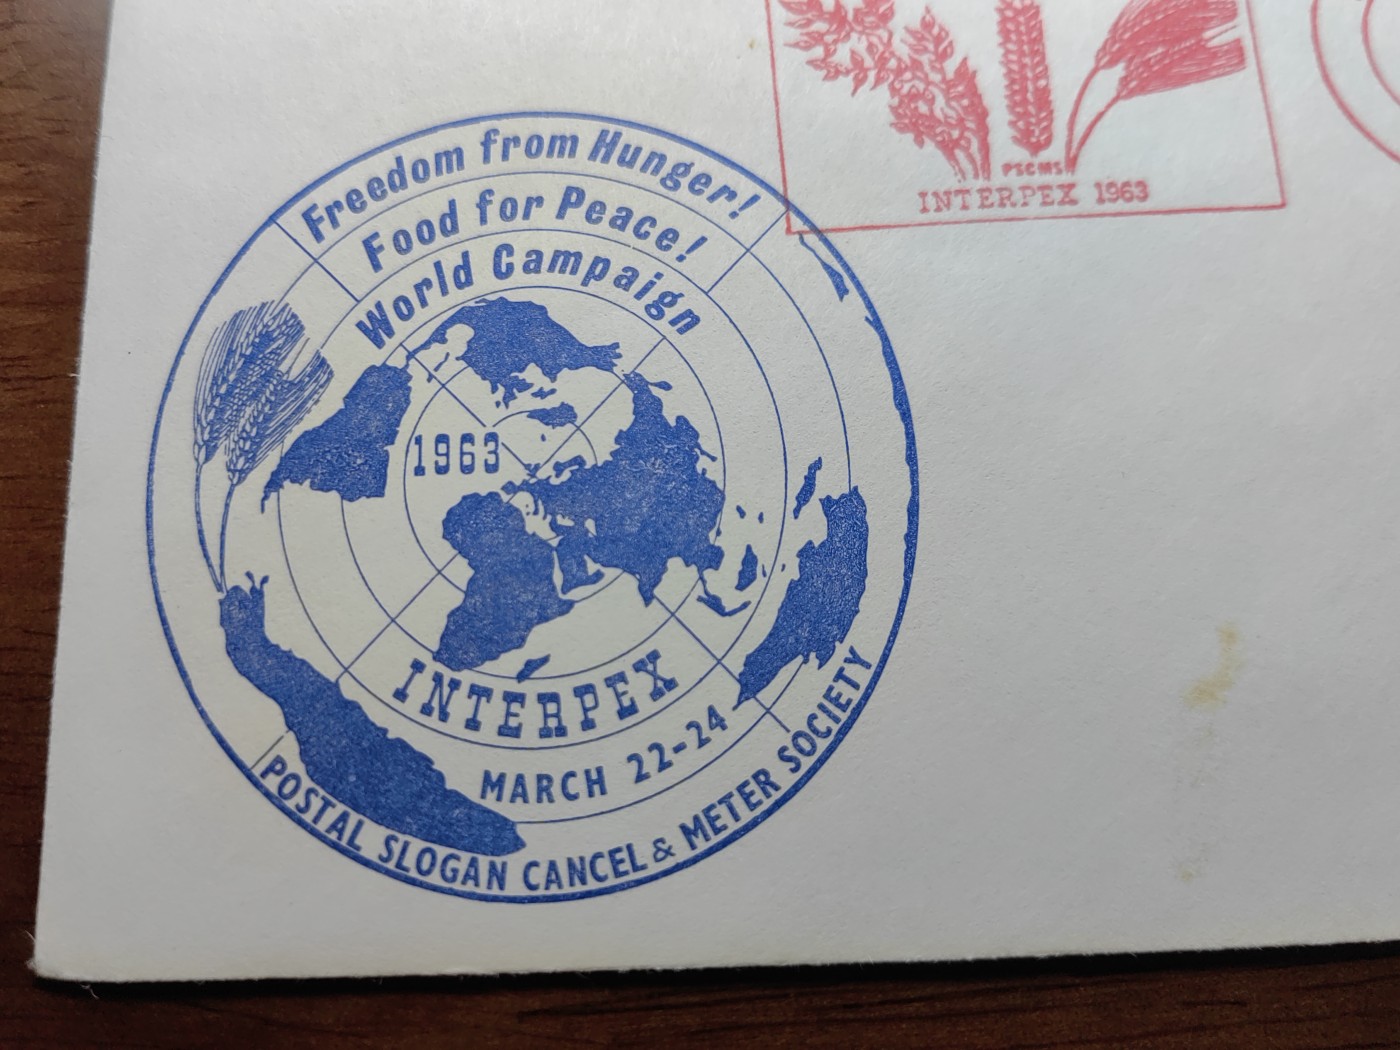 PSCMS
INTERPEX 1963
Freedom from Hunger!
Food for Peace!
World Campaign
1963
INTERPEX
MARCH 22-24
POSTAL SLOGAN CANCEL & METER SOCIETY